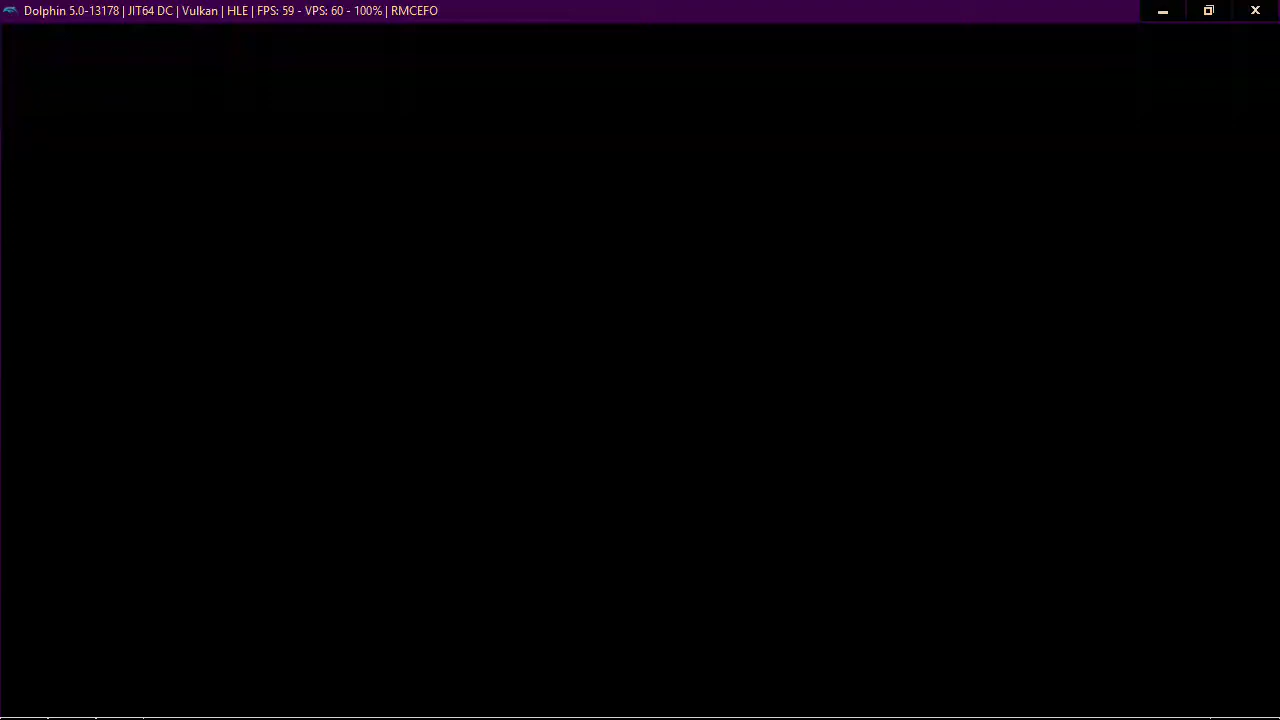 Dolphin 5.0-13178 | JIT64 DC | Vulkan | HLE | FPS: 59 - VPS: 60 - 100% | RMCEFO